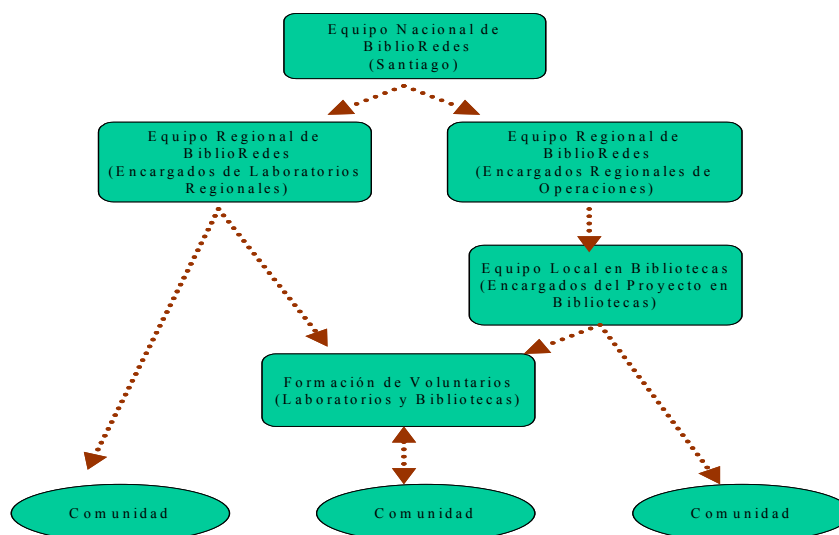 Equipo Nacional de
BiblioRedes
(Santiago)
Equipo Regional de
BiblioRedes
(Encargados de Laboratorios
Regionales)
Equipo Regional de
BiblioRedes
(Encargados Regionales de
Operaciones)
Equipo Local en Bibliotecas
(Encargados del Proyecto en
Bibliotecas)
Formación de Voluntarios
(Laboratorios y Bibliotecas)
Comunidad
Comunidad
Comunidad